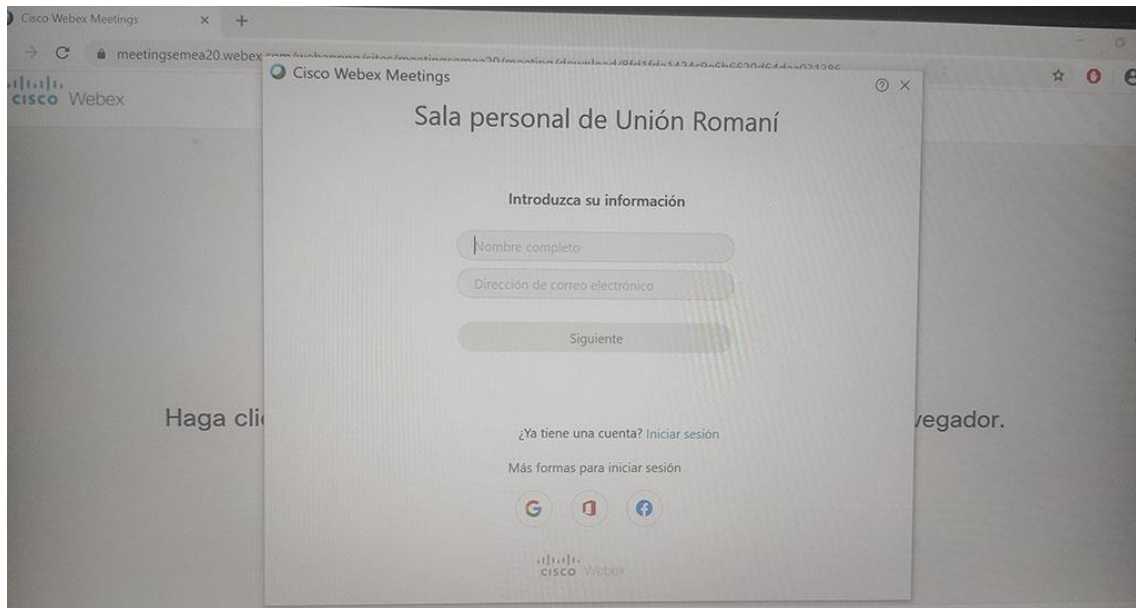 Cisco Webex Meetings
meetingsemea20.webex
Cisco Webex Meetings
CISCO Webex
Sala personal de Unión Romaní
Introduzca su información
Nombre completo
Dirección de correo electrónico
Siguiente
Haga clic
vegador.
¿Ya tiene una cuenta? Iniciar sesión
Más formas para iniciar sesión
CISCO Webex